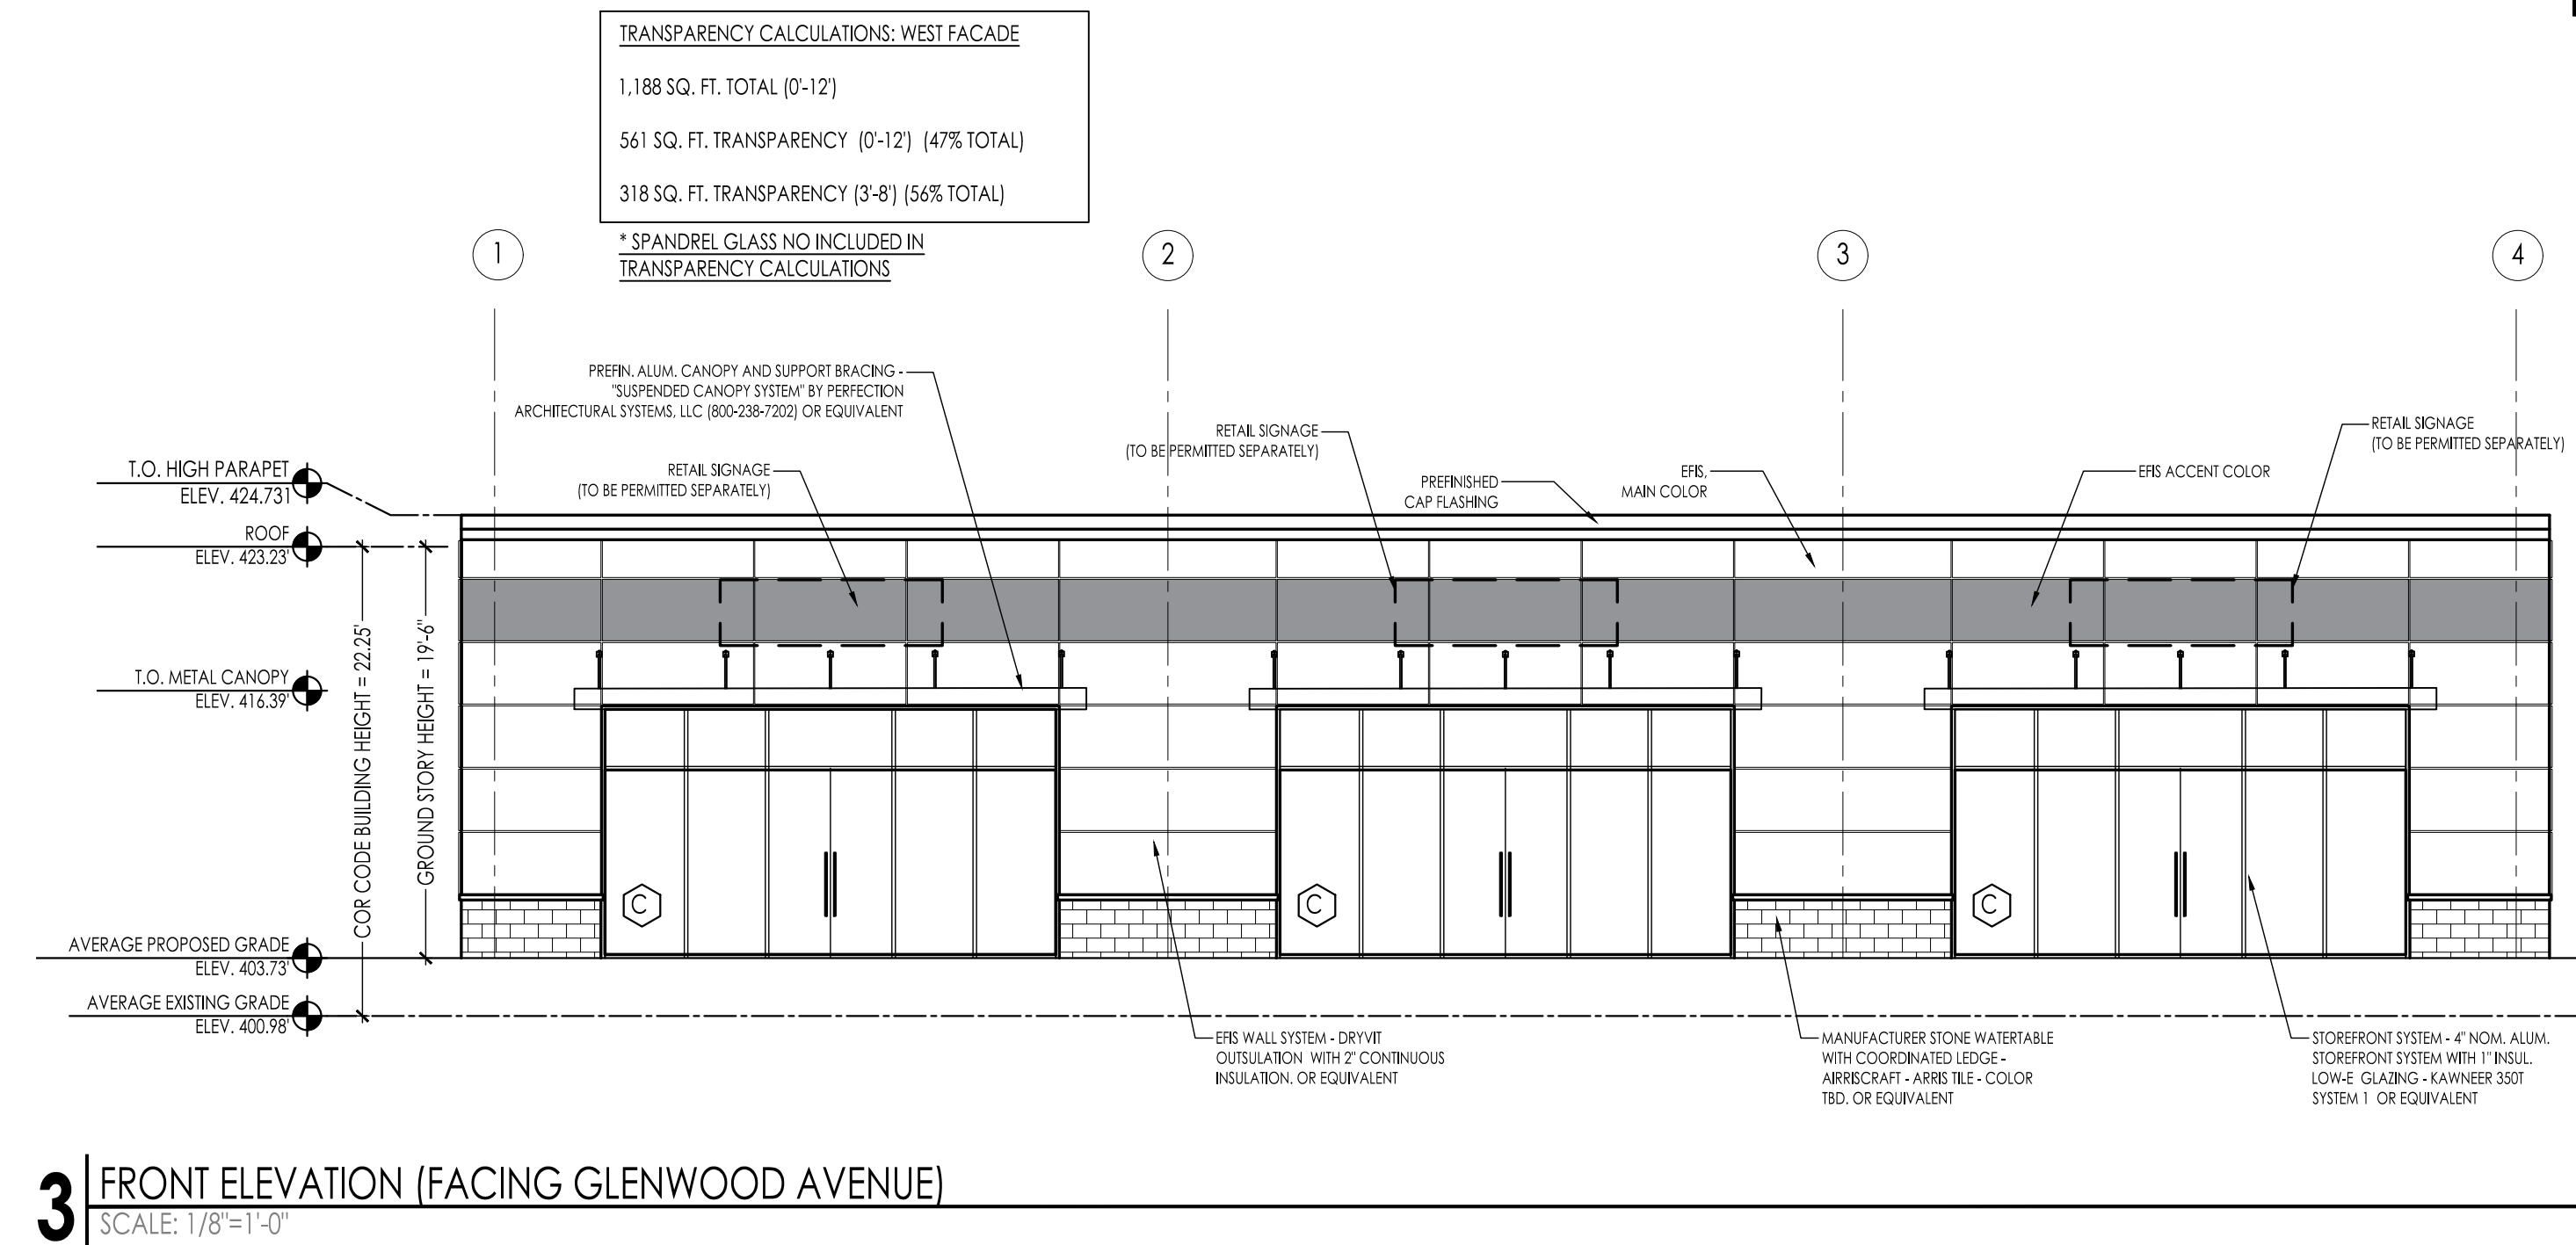 TRANSPARENCY CALCULATIONS: WEST FACADE
1,188 SQ. FT. TOTAL (0'-12')
561 SQ. FT. TRANSPARENCY (0'-12') (47% TOTAL)
318 SQ. FT. TRANSPARENCY (3'-8') (56% TOTAL)
* SPANDREL GLASS NO INCLUDED IN
TRANSPARENCY CALCULATIONS
1
2
3
4
PREFIN. ALUM. CANOPY AND SUPPORT BRACING -
"SUSPENDED CANOPY SYSTEM" BY PERFECTION
ARCHITECTURAL SYSTEMS, LLC (800-238-7202) OR EQUIVALENT
RETAIL SIGNAGE
(TO BE PERMITTED SEPARATELY)
RETAIL SIGNAGE
(TO BE PERMITTED SEPARATELY)
PREFINISHED
CAP FLASHING
EFIS,
MAIN COLOR
EFIS ACCENT COLOR
RETAIL SIGNAGE
(TO BE PERMITTED SEPARATELY)
T.O. HIGH PARAPET
ELEV. 424.731
ROOF
ELEV. 423.23'
T.O. METAL CANOPY
ELEV. 416.39'
AVERAGE PROPOSED GRADE
ELEV. 403.73'
AVERAGE EXISTING GRADE
ELEV. 400.98'
COR CODE BUILDING HEIGHT = 22.25'
GROUND STORY HEIGHT = 19'-6"
C
C
C
EFIS WALL SYSTEM - DRYVIT
OUTSULATION WITH 2" CONTINUOUS
INSULATION. OR EQUIVALENT
MANUFACTURER STONE WATERTABLE
WITH COORDINATED LEDGE -
AIRRISCRAFT - ARRIS TILE - COLOR
TBD. OR EQUIVALENT
STOREFRONT SYSTEM - 4" NOM. ALUM.
STOREFRONT SYSTEM WITH 1" INSUL.
LOW-E GLAZING - KAWNEER 350T
SYSTEM 1 OR EQUIVALENT
3
FRONT ELEVATION (FACING GLENWOOD AVENUE)
SCALE: 1/8"=1'-0"